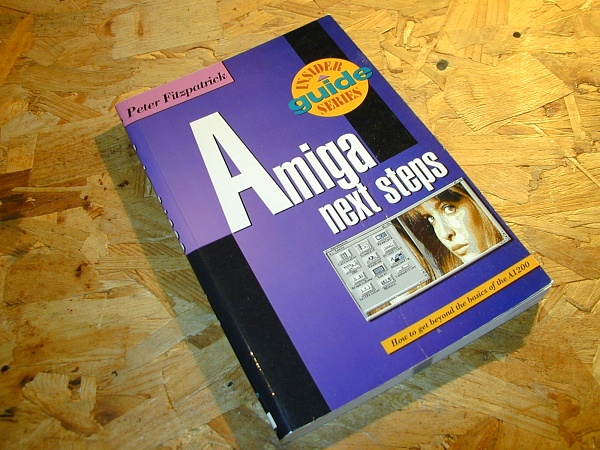 Peter Fitzpatrick
INSIDER
guide
SERIES
Amiga
next steps
How to get beyond the basics of the A1200